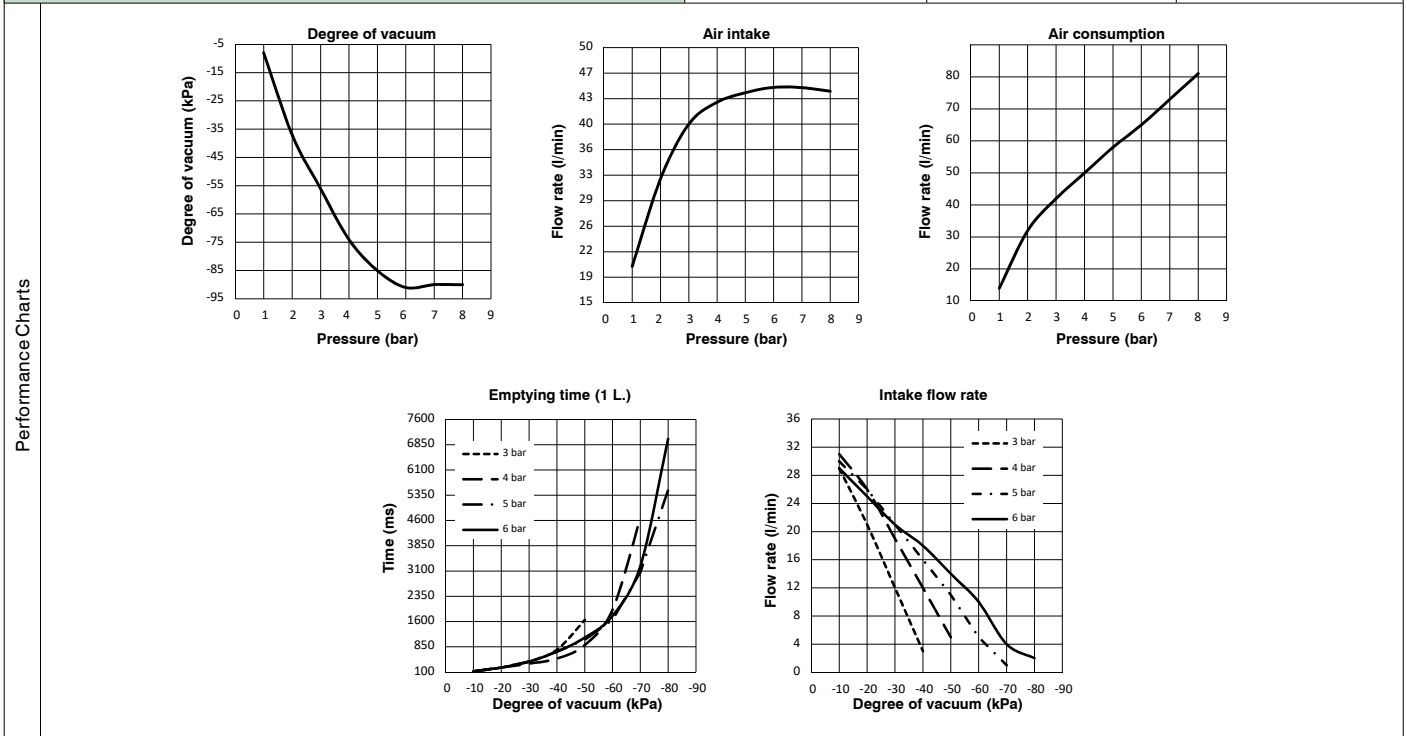 Performance Charts
Degree of vacuum
Degree of vacuum (kPa)
-5
-15
-25
-35
-45
-55
-65
-75
-85
-95
0 1 2 3 4 5 6 7 8 9
Pressure (bar)
Air intake
Flow rate (l/min)
50
47
43
40
36
33
29
26
22
19
15
0 1 2 3 4 5 6 7 8 9
Pressure (bar)
Air consumption
Flow rate (l/min)
80
70
60
50
40
30
20
10
0 1 2 3 4 5 6 7 8 9
Pressure (bar)
Emptying time (1 L.)
Time (ms)
7600
6850
6100
5350
4600
3850
3100
2350
1600
850
100
3 bar
4 bar
5 bar
6 bar
0 -10 -20 -30 -40 -50 -60 -70 -80 -90
Degree of vacuum (kPa)
Intake flow rate
Flow rate (l/min)
36
32
28
24
20
16
12
8
4
0
3 bar
4 bar
5 bar
6 bar
0 -10 -20 -30 -40 -50 -60 -70 -80 -90
Degree of vacuum (kPa)